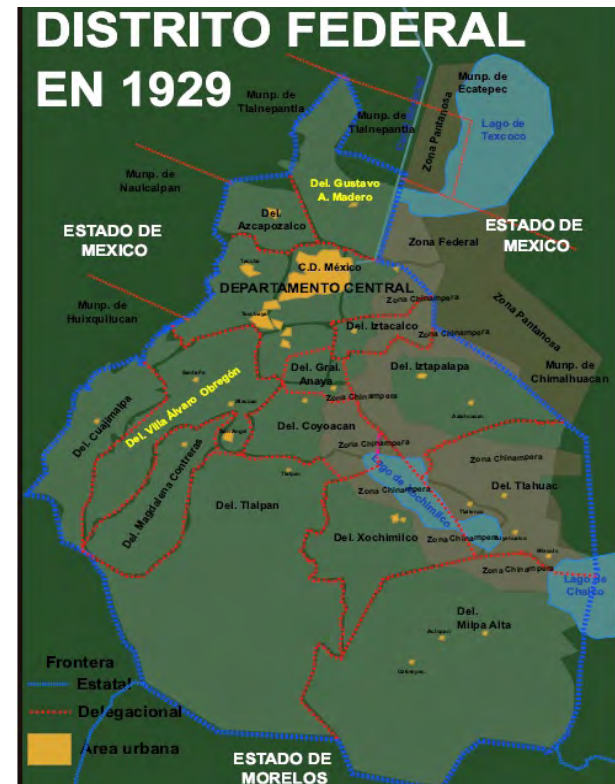 DISTRITO FEDERAL
EN 1929
Munp. de
Tlalnepantla
Munp. de
Tlalnepantla
Munp. de
Ecatepec
Lago de
Texcoco
Zona Pantanosa
Munp. de
Naulcalpan
Del. Gustavo
A. Madero
Del.
Azcapozalco
ESTADO DE
MEXICO
ESTADO DE
MEXICO
Zona Federal
C.D. México
DEPARTAMENTO CENTRAL
Zona Chinampera
Zona Pantanosa
Munp. de
Huixquilucan
Del. Iztacalco
Zona Chinampera
Munp. de
Chimalhuacan
Del. Gral.
Anaya
Del. Iztapalapa
Zona Chinampera
Del. Cuajimalpa
Del. Villa Álvaro Obregón
Del. Coyoacan
Zona Chinampera
Zona Chinampera
Del. Magdalena Contreras
San Angel
Tlalpan
Lago de Xochimilco
Zona Chinampera
Del. Tlahuac
Del. Tlalpan
Del. Xochimilco
Zona Chinampera
Zona Chinampera
Lago de
Chalco
Del.
Milpa Alta
Frontera
Estatal
Delegacional
Area urbana
ESTADO DE
MORELOS